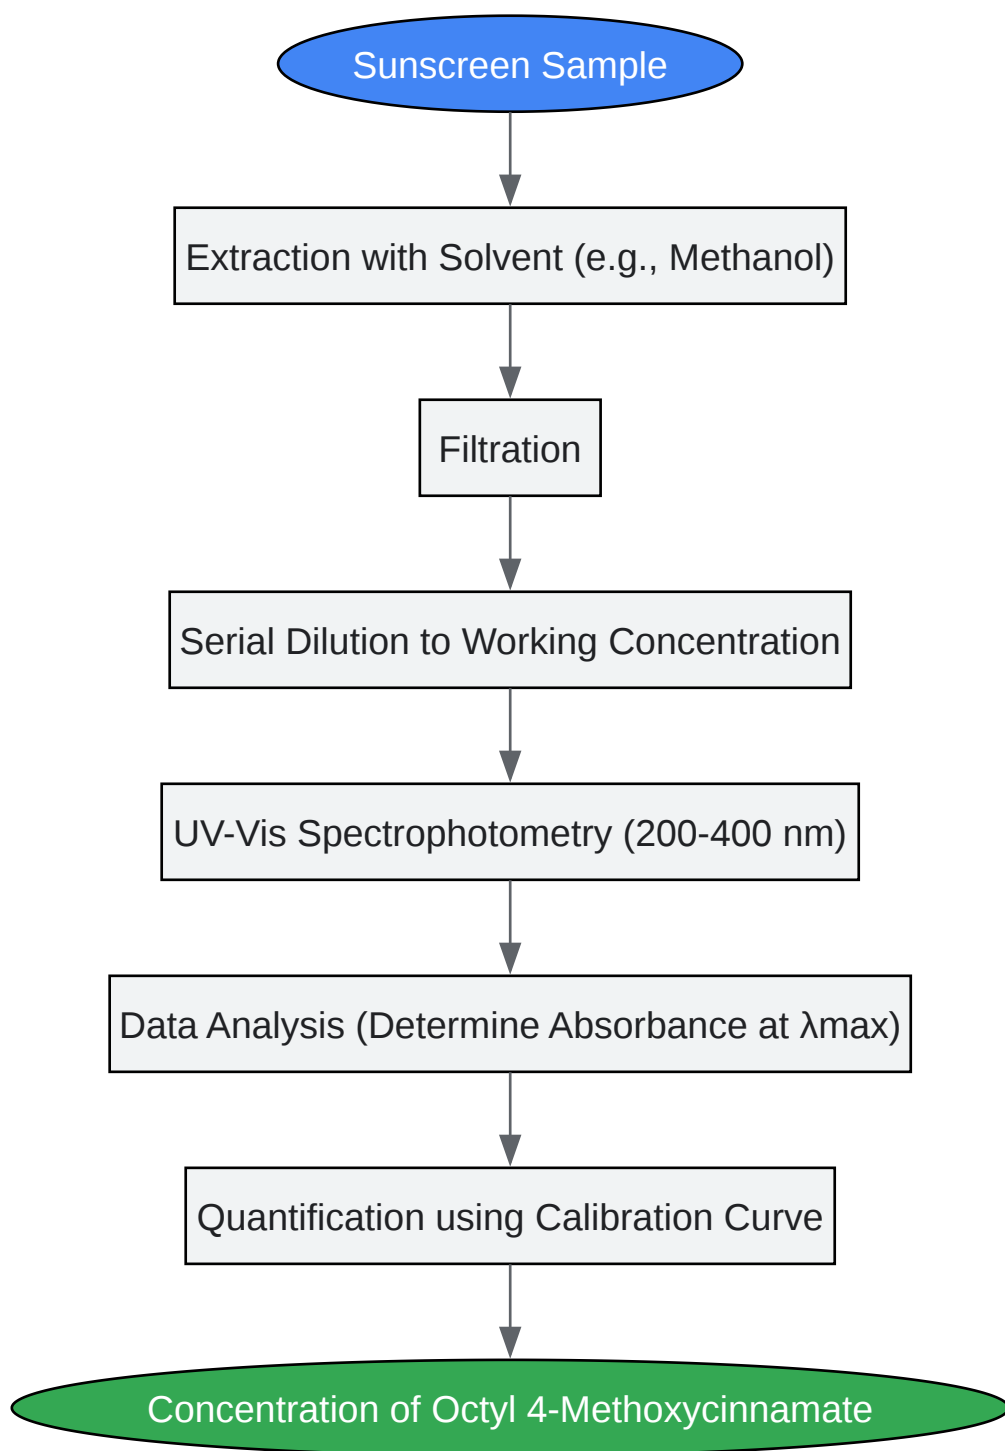 Sunscreen Sample
Extraction with Solvent (e.g., Methanol)
Filtration
Serial Dilution to Working Concentration
UV-Vis Spectrophotometry (200-400 nm)
Data Analysis (Determine Absorbance at λmax)
Quantification using Calibration Curve
Concentration of Octyl 4-Methoxycinnamate